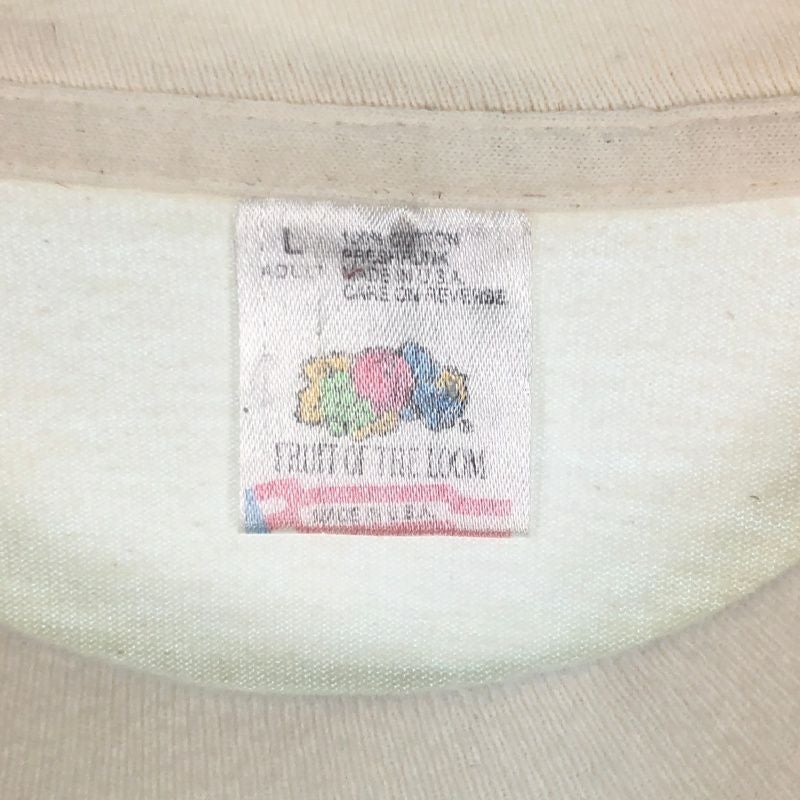 L
ADULT
100% COTTON
PRESHRUNK
MADE IN U.S.A.
CARE ON REVERSE
FRUIT OF THE LOOM
MADE IN U.S.A.